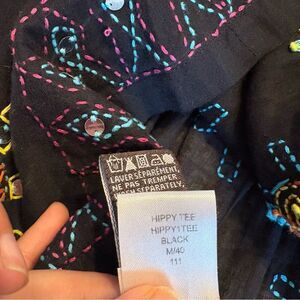 LAVER SÉPARÉMENT,
NE PAS TREMPER
WASH SEPARATELY,
HIPPY TEE
HIPPY1TEE
BLACK
M/40
111